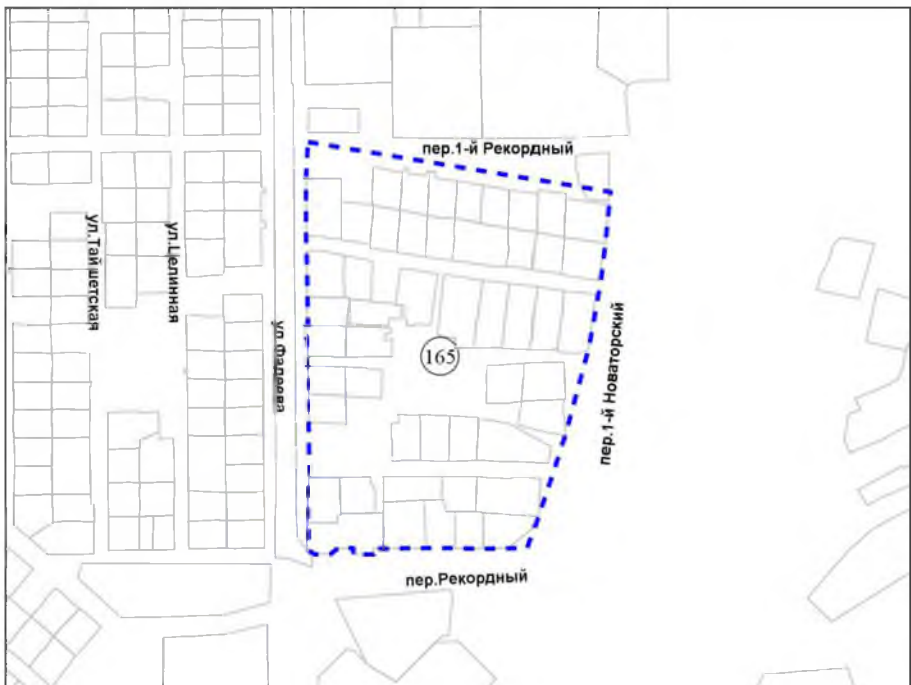 пер.1-й Рекордный
ул.Тайшетская
ул.Целинная
ул.Фадеева
165
пер.1-й Новаторский
пер.Рекордный